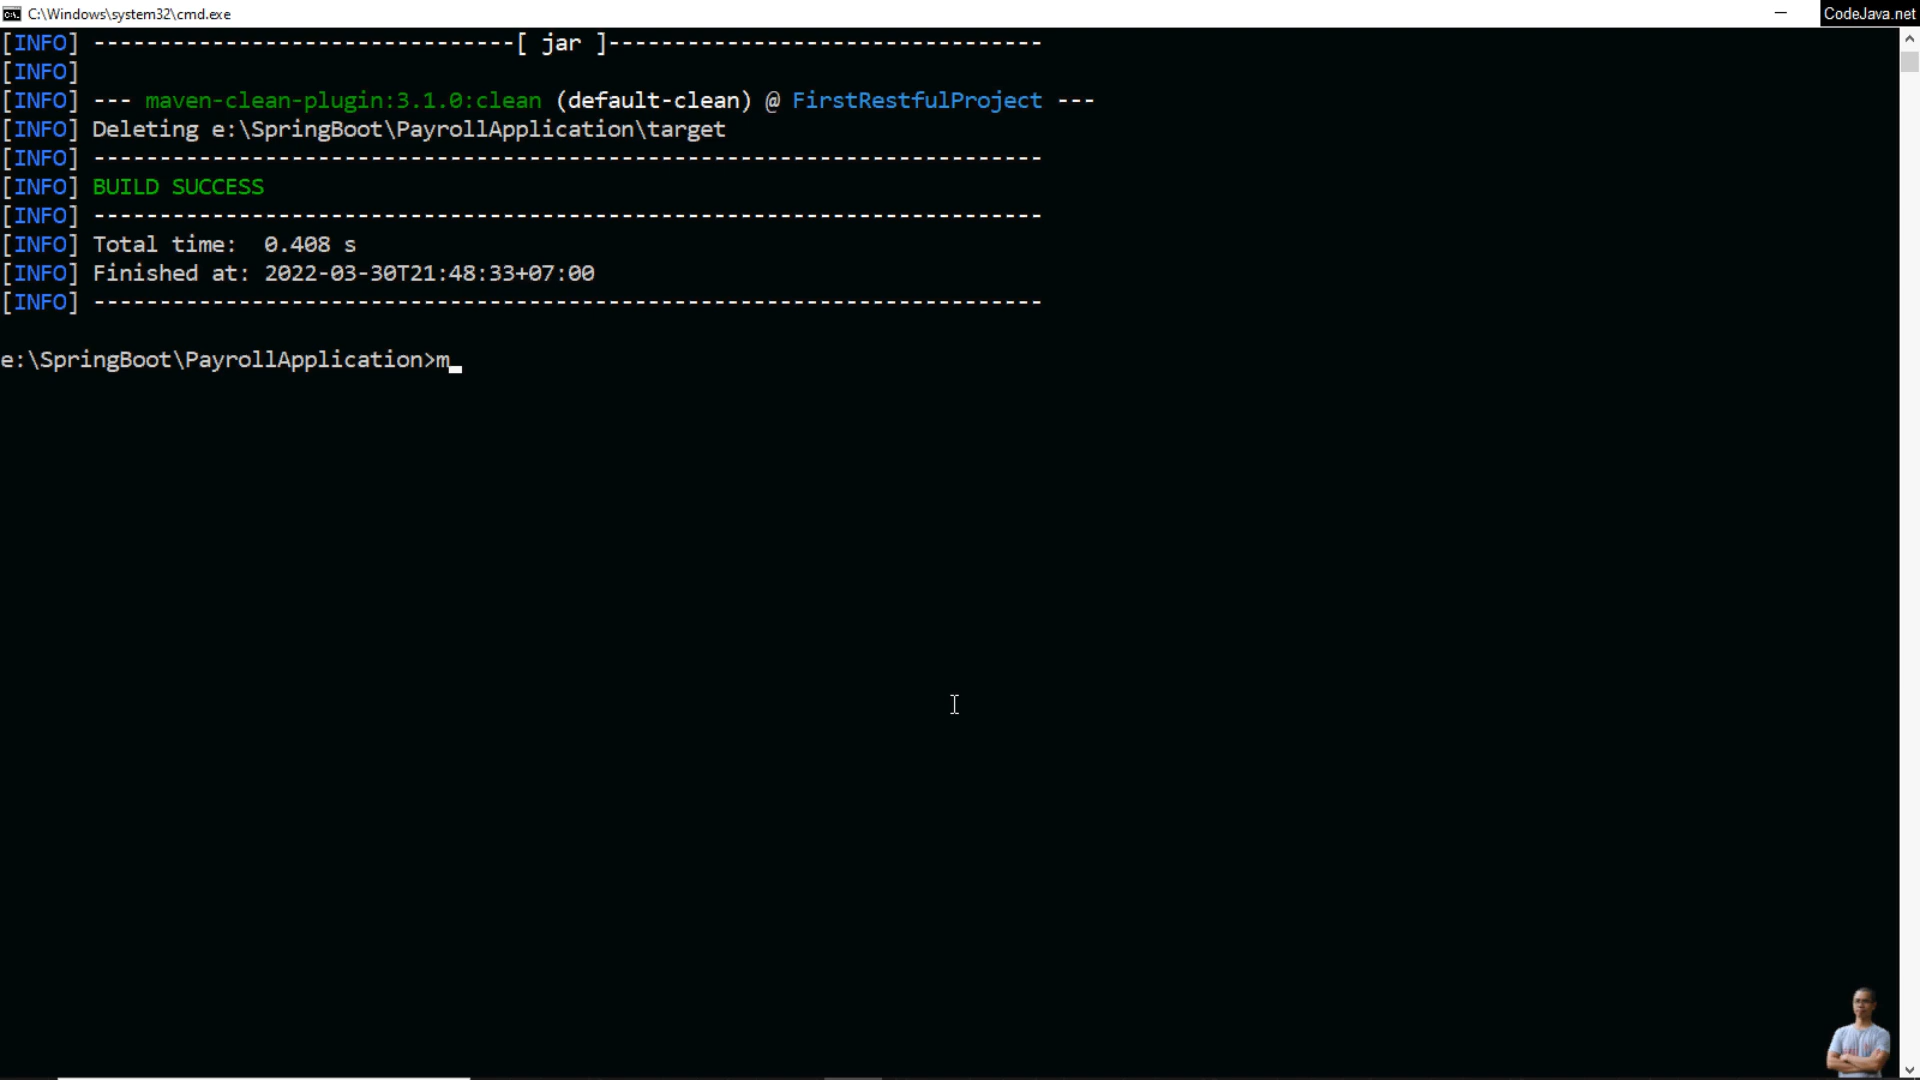 C:\Windows\system32\cmd.exe
CodeJava.net
[INFO] --------------------------------[ jar ]---------------------------------
[INFO]
[INFO] --- maven-clean-plugin:3.1.0:clean (default-clean) @ FirstRestfulProject ---
[INFO] Deleting e:\SpringBoot\PayrollApplication\target
[INFO] ------------------------------------------------------------------------
[INFO] BUILD SUCCESS
[INFO] ------------------------------------------------------------------------
[INFO] Total time:  0.408 s
[INFO] Finished at: 2022-03-30T21:48:33+07:00
[INFO] ------------------------------------------------------------------------
e:\SpringBoot\PayrollApplication>m